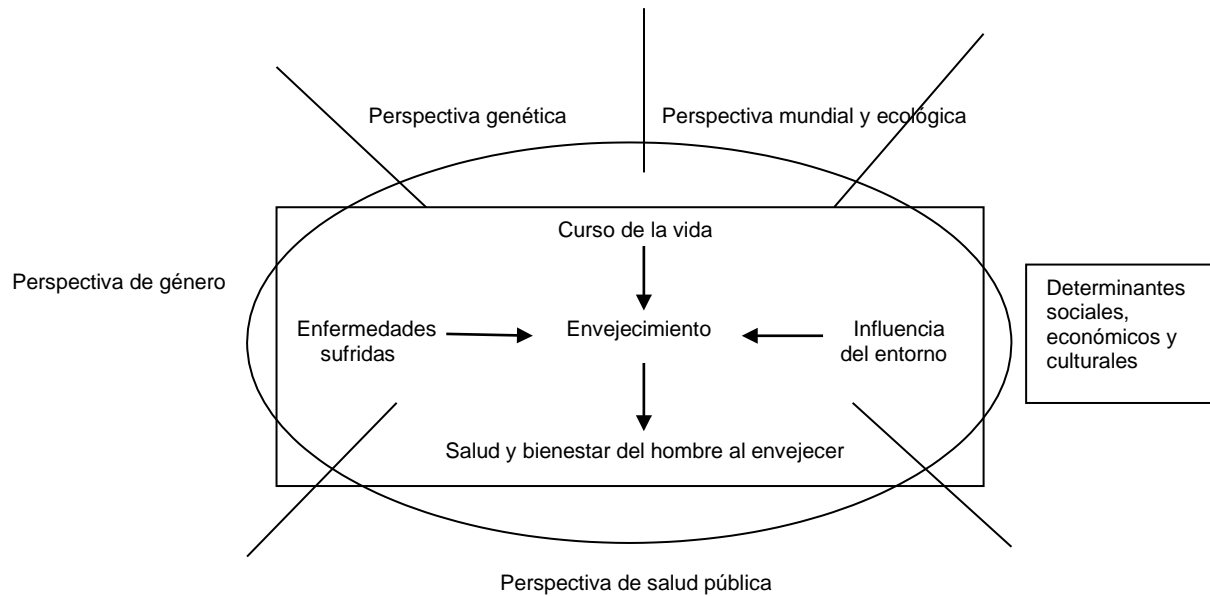 Perspectiva genética
Perspectiva mundial y ecológica
Curso de la vida
Perspectiva de género
Determinantes
sociales,
económicos y
culturales
Enfermedades
sufridas
Envejecimiento
Influencia
del entorno
Salud y bienestar del hombre al envejecer
Perspectiva de salud pública